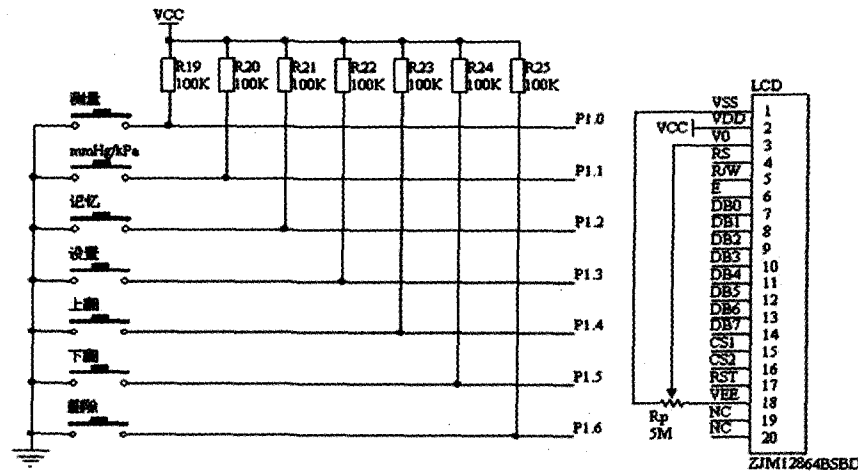 VCC
R19
100K
R20
100K
R21
100K
R22
100K
R23
100K
R24
100K
R25
100K
测量
P1.0
mmHg/kPa
P1.1
记忆
P1.2
设置
P1.3
上翻
P1.4
下翻
P1.5
删除
P1.6
LCD
VSS 1
VCC VDD 2
V0 3
RS 4
R/W 5
E 6
DB0 7
DB1 8
DB2 9
DB3 10
DB4 11
DB5 12
DB6 13
DB7 14
CS1 15
CS2 16
RST 17
VEE 18
NC 19
NC 20
Rp
5M
ZJM12864BSBD